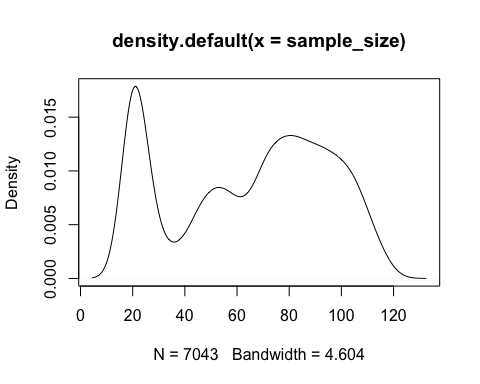 density.default(x = sample_size)
Density
0.000 0.005 0.010 0.015
0 20 40 60 80 100 120
N = 7043 Bandwidth = 4.604